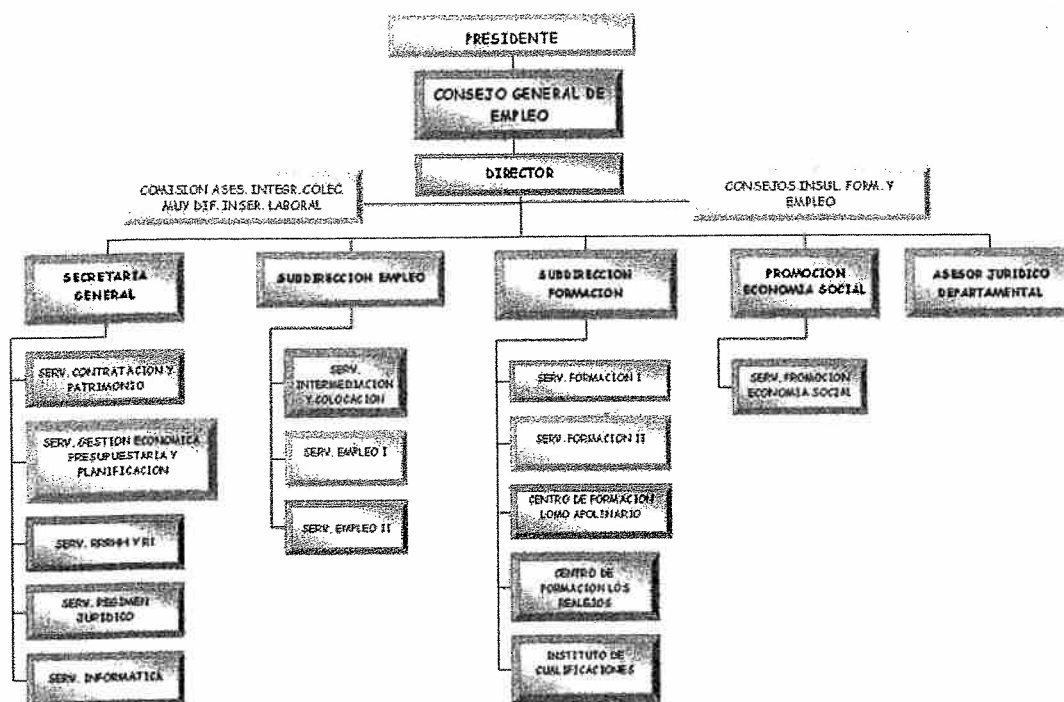 PRESIDENTE
CONSEJO GENERAL DE
EMPLEO
DIRECTOR
COMISION ASES. INTEGR.COLEC.
MUY DIF. INSER. LABORAL
CONSEJOS INSUL. FORM. Y
EMPLEO
SECRETARIA
GENERAL
SUBDIRECCION EMPLEO
SUBDIRECCION
FORMACION
PROMOCION
ECONOMIA SOCIAL
ASESOR JURIDICO
DEPARTAMENTAL
SERV. CONTRATACION Y
PATRIMONIO
SERV. GESTION ECONOMICA
PRESUPUESTARIA Y
PLANIFICACION
SERV. RRRHH Y RI
SERV. REGIMEN
JURIDICO
SERV. INFORMATICA
SERV.
INTERMEDIACION
Y COLOCACION
SERV. EMPLEO I
SERV. EMPLEO II
SERV. FORMACION I
SERV. FORMACION II
CENTRO DE FORMACION
LOMO APOLINARIO
CENTRO DE
FORMACION LOS
REALEJOS
INSTITUTO DE
CUALIFICACIONES
SERV. PROMOCION
ECONOMIA SOCIAL